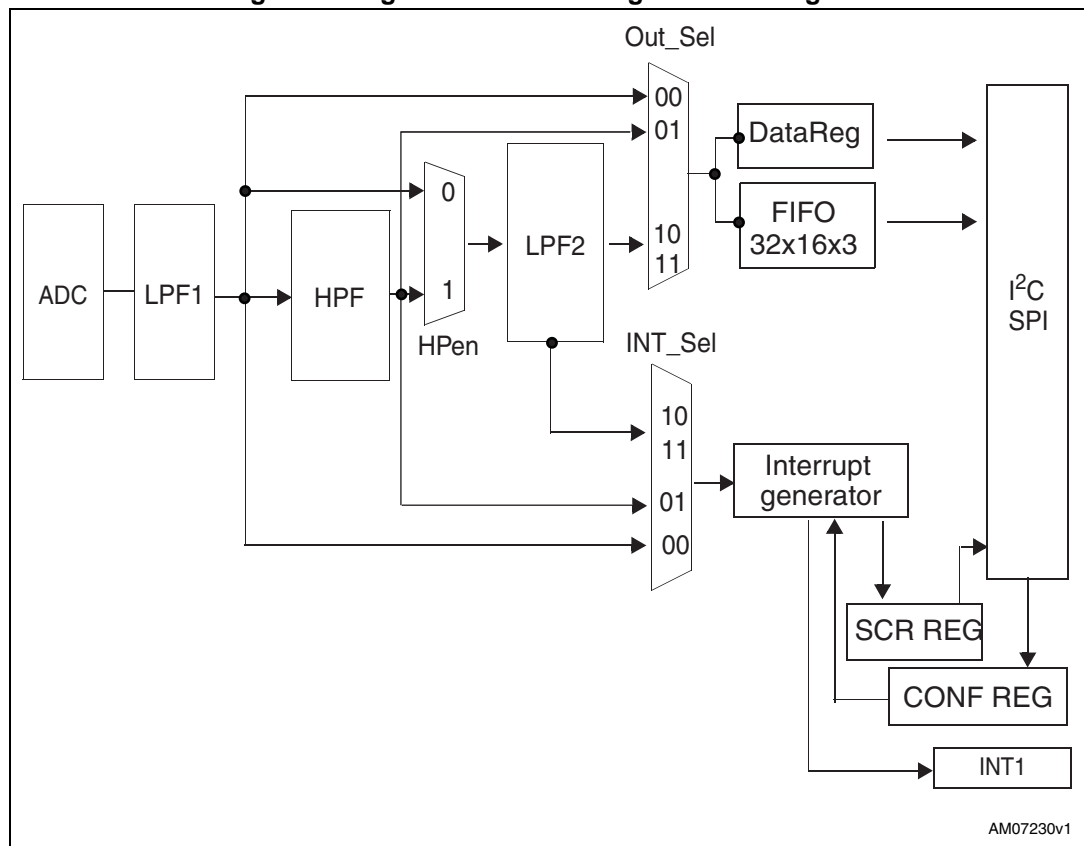 Out_Sel
00
01
10
11
DataReg
FIFO
32x16x3
I²C
SPI
0
1
HPen
LPF2
ADC
LPF1
HPF
INT_Sel
10
11
01
00
Interrupt
generator
SCR REG
CONF REG
INT1
AM07230v1